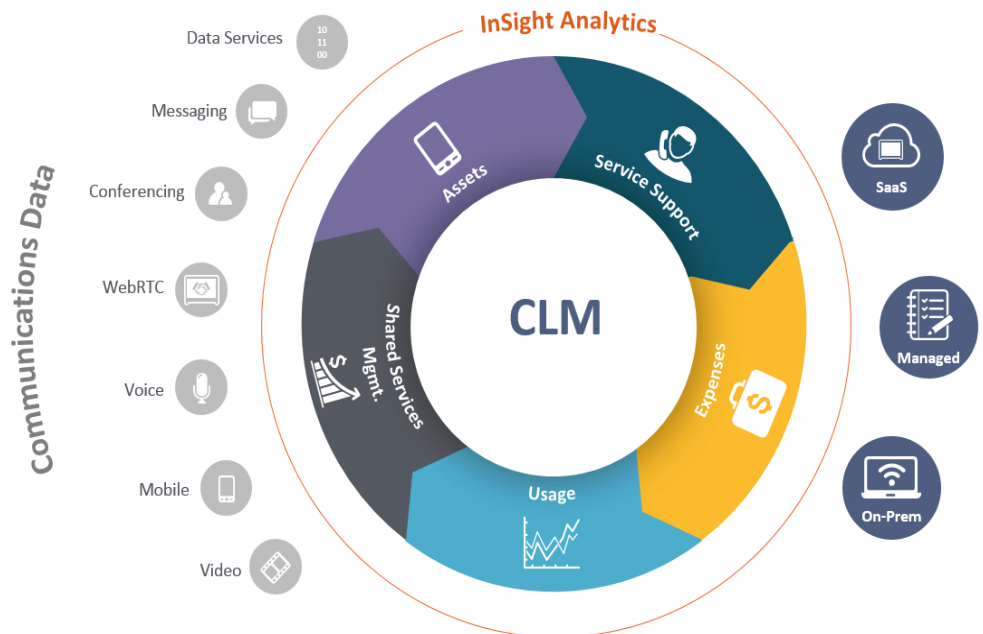 InSight Analytics
Communications Data
Data Services
10
11
00
Messaging
Conferencing
WebRTC
Voice
Mobile
Video
Assets
Service Support
Expenses
Usage
Shared Services
Mgmt.
$
$
CLM
SaaS
Managed
On-Prem